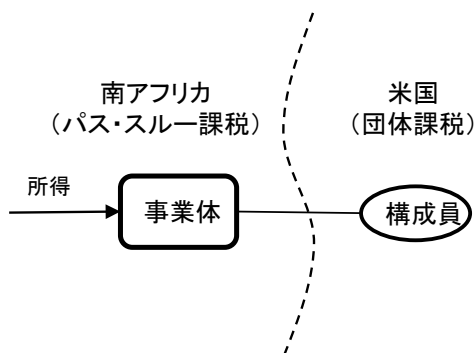 南アフリカ
（パス・スルー課税）
米国
（団体課税）
所得
事業体
構成員